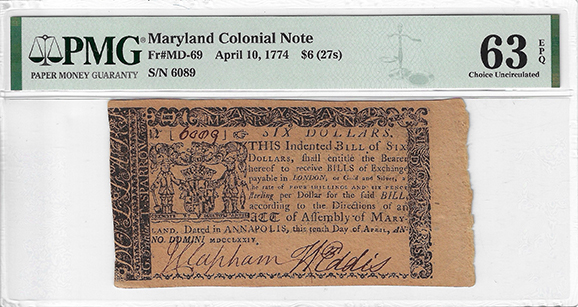 PMG
PAPER MONEY GUARANTY
Maryland Colonial Note
Fr#MD-69 April 10, 1774 $6 (27s)
S/N 6089
63 EPQ
Choice Uncirculated
SIX DOLLARS.
THIS Indented BILL of SIX
DOLLARS, shall entitle the Bearer
hereof to receive BILLS of Exchange
payable in LONDON, or Gold and Silver,
the rate of FOUR SHILLINGS AND SIX PENCE
Sterling per Dollar for the said BILL,
according to the Directions of an
ACT of Assembly of MARY-
LAND. Dated in ANNAPOLIS, this tenth Day of APRIL, AN-
NO DOMINI MDCCLXXIV.
JClapham WEddis